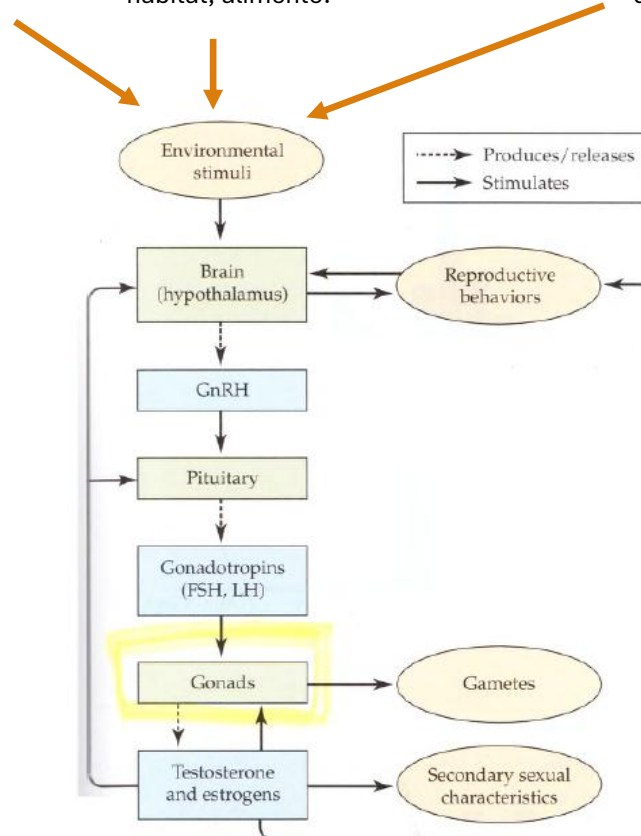 hábitat, alimento.
Environmental
stimuli
Produces/releases
Stimulates
Brain
(hypothalamus)
Reproductive
behaviors
GnRH
Pituitary
Gonadotropins
(FSH, LH)
Gonads
Gametes
Testosterone
and estrogens
Secondary sexual
characteristics